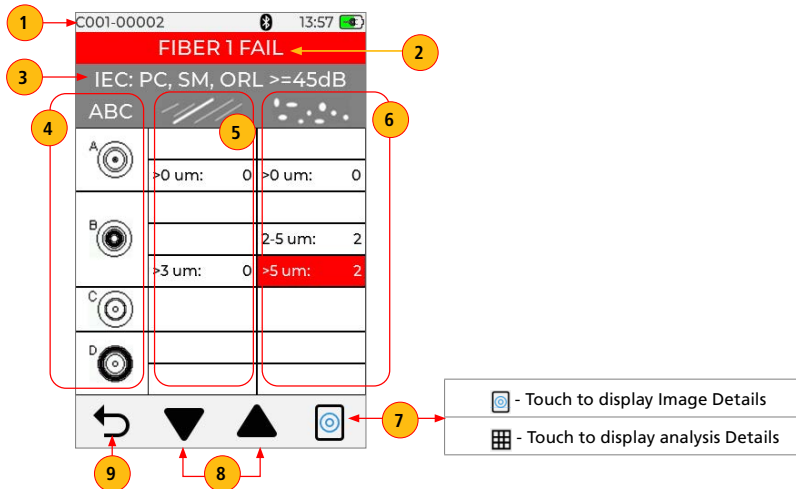 1
C001-00002 13:57
FIBER 1 FAIL
2
3
IEC: PC, SM, ORL >=45dB
ABC
4
5
6
A
>0 um: 0 >0 um: 0
B
2-5 um: 2
>3 um: 0 >5 um: 2
C
D
7
- Touch to display Image Details
- Touch to display analysis Details
9
8